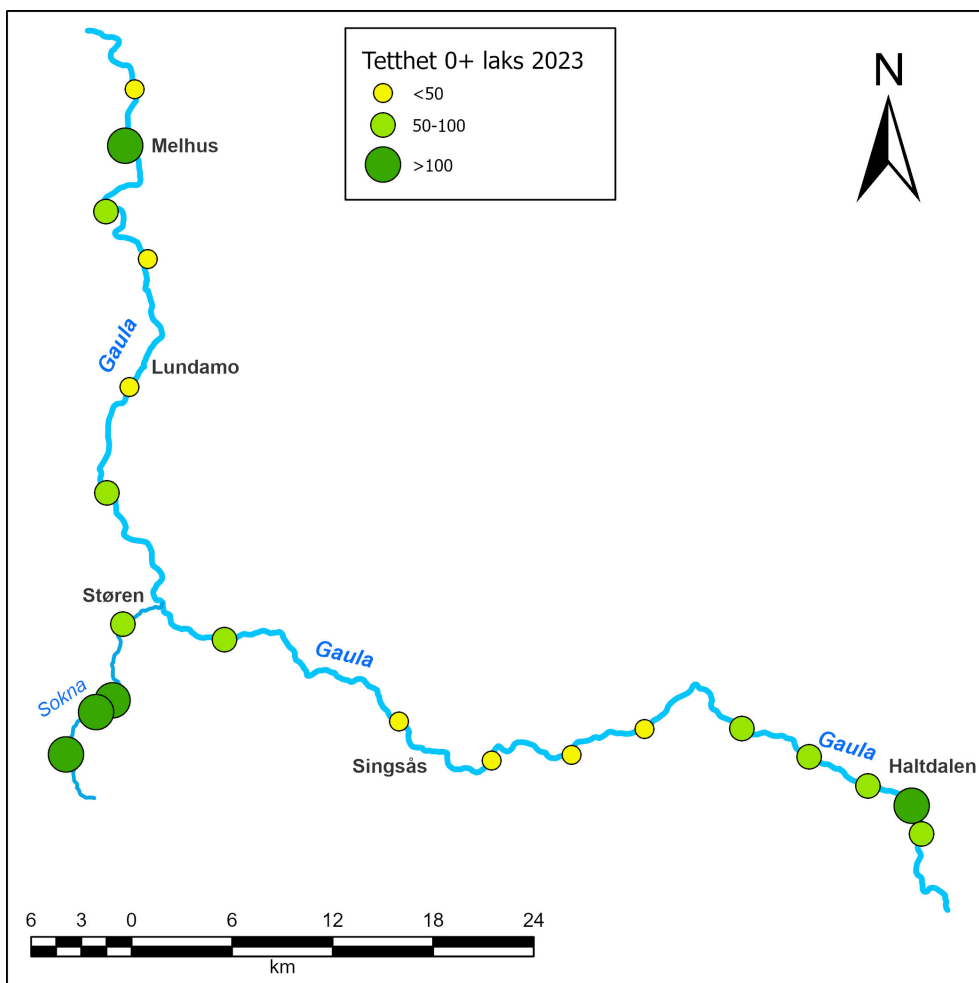 Tetthet 0+ laks 2023
<50
50-100
>100
N
Melhus
Gaula
Lundamo
Støren
Sokna
Gaula
Singsås
Gaula
Haltdalen
6 3 0 6 12 18 24
km